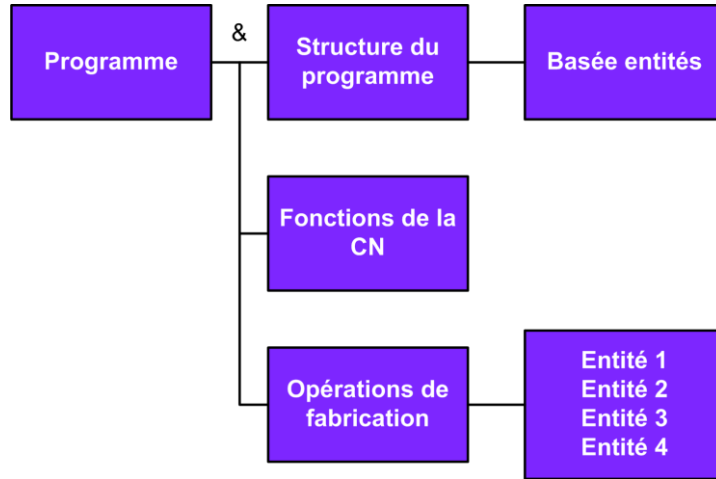 Programme
&
Structure du
programme
Basée entités
Fonctions de la
CN
Opérations de
fabrication
Entité 1
Entité 2
Entité 3
Entité 4